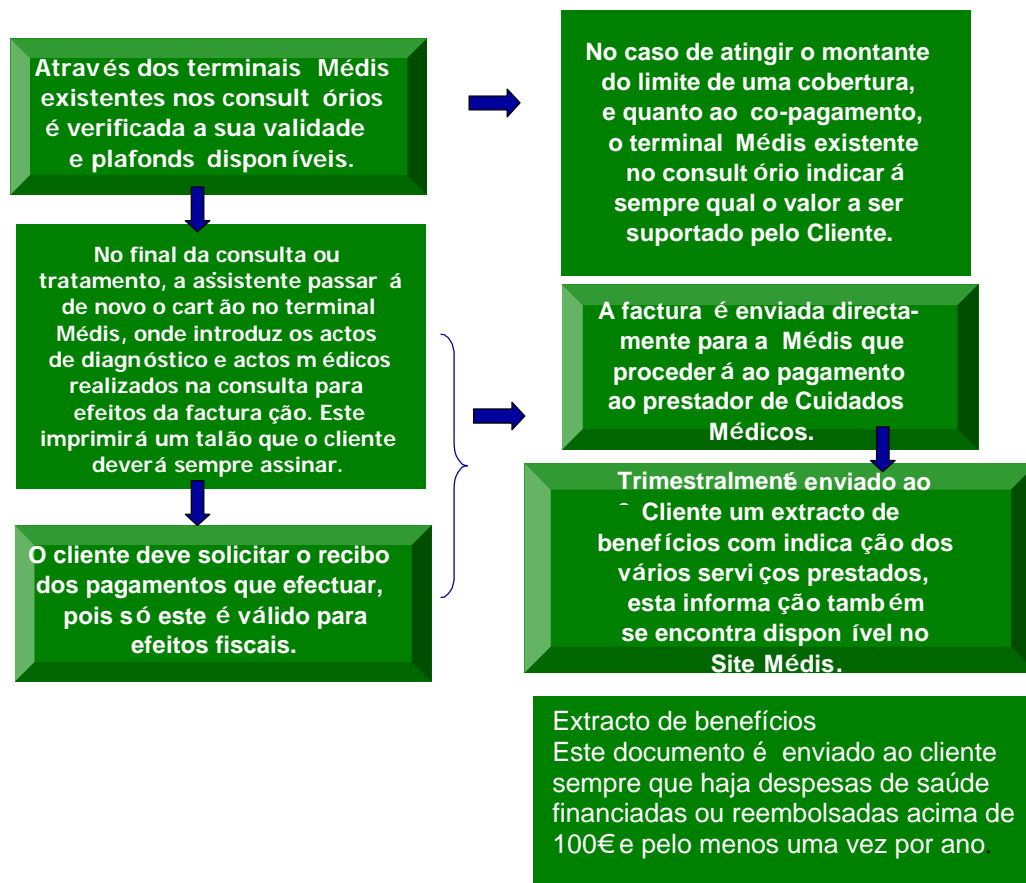 Através dos terminais Médis
existentes nos consultórios
é verificada a sua validade
e plafonds disponíveis.
No caso de atingir o montante
do limite de uma cobertura,
e quanto ao co-pagamento,
o terminal Médis existente
no consultório indicará
sempre qual o valor a ser
suportado pelo Cliente.
No final da consulta ou
tratamento, a assistente passará
de novo o cartão no terminal
Médis, onde introduz os actos
de diagnóstico e actos médicos
realizados na consulta para
efeitos da facturação. Este
imprimirá um talão que o cliente
deverá sempre assinar.
O cliente deve solicitar o recibo
dos pagamentos que efectuar,
pois só este é válido para
efeitos fiscais.
A factura é enviada directa-
mente para a Médis que
procederá ao pagamento
ao prestador de Cuidados
Médicos.
Trimestralmente é enviado ao
Cliente um extracto de
benefícios com indicação dos
vários serviços prestados,
esta informação também
se encontra disponível no
Site Médis.
Extracto de benefícios
Este documento é enviado ao cliente
sempre que haja despesas de saúde
financiadas ou reembolsadas acima de
100€ e pelo menos uma vez por ano.